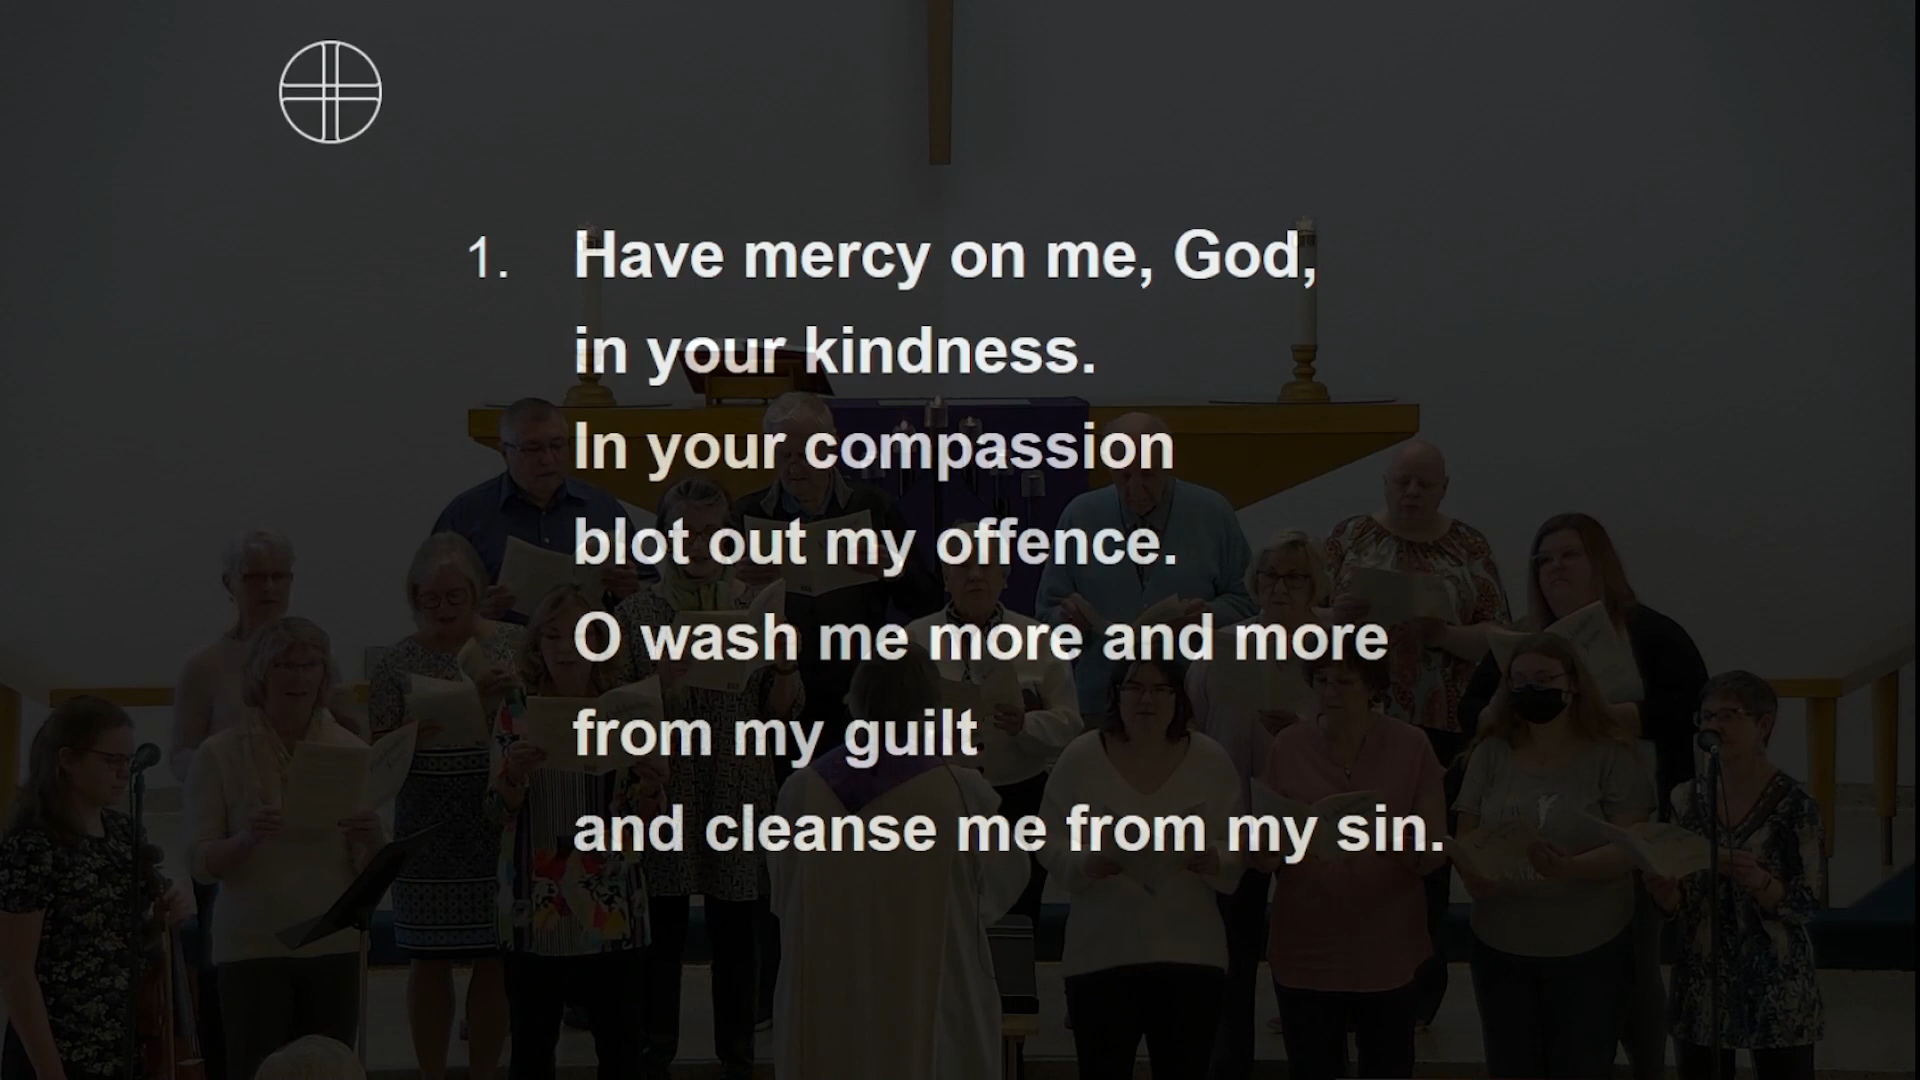 1. Have mercy on me, God,
in your kindness.
In your compassion
blot out my offence.
O wash me more and more
from my guilt
and cleanse me from my sin.